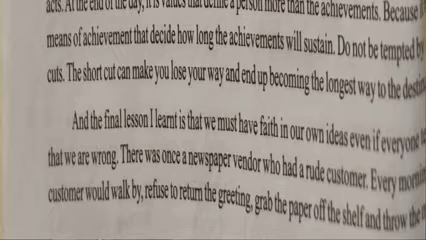 acts. At the end of the day, it is values that define a person more than the achievements. Because
means of achievement that decide how long the achievements will sustain. Do not be tempted by
cuts. The short cut can make you lose your way and end up becoming the longest way to the
And the final lesson I learnt is that we must have faith in our own ideas even if everyone
that we are wrong. There was once a newspaper vendor who had a rude customer. Every
customer would walk by, refuse to return the greeting, grab the paper off the shelf and throw the